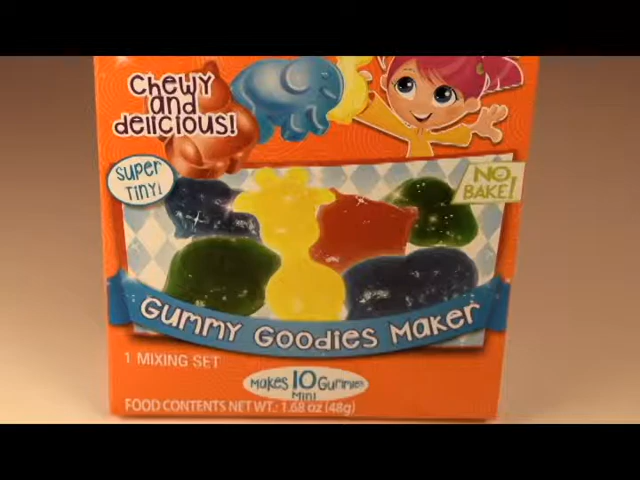 CHEWY
and
delicious!
SUPER
TINY!
NO
BAKE!
GUMMY GOODIES MAKER
1 MIXING SET
MAKES 10 GUMMIES
MINI
FOOD CONTENTS NET WT.: 1.68 oz (48g)